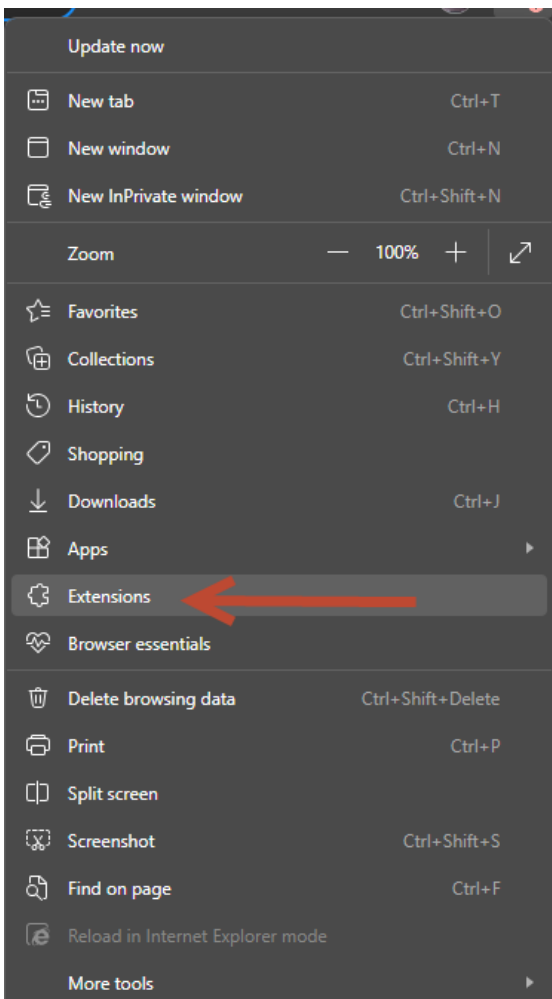 Update now
New tab Ctrl+T
New window Ctrl+N
New InPrivate window Ctrl+Shift+N
Zoom — 100% +
Favorites Ctrl+Shift+O
Collections Ctrl+Shift+Y
History Ctrl+H
Shopping
Downloads Ctrl+J
Apps
Extensions
Browser essentials
Delete browsing data Ctrl+Shift+Delete
Print Ctrl+P
Split screen
Screenshot Ctrl+Shift+S
Find on page Ctrl+F
Reload in Internet Explorer mode
More tools